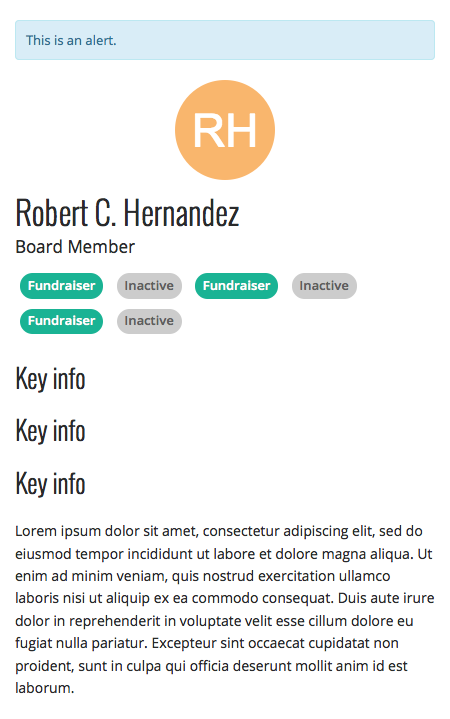 This is an alert.
RH
Robert C. Hernandez
Board Member
Fundraiser Inactive Fundraiser Inactive
Fundraiser Inactive
Key info
Key info
Key info
Lorem ipsum dolor sit amet, consectetur adipiscing elit, sed do
eiusmod tempor incididunt ut labore et dolore magna aliqua. Ut
enim ad minim veniam, quis nostrud exercitation ullamco
laboris nisi ut aliquip ex ea commodo consequat. Duis aute irure
dolor in reprehenderit in voluptate velit esse cillum dolore eu
fugiat nulla pariatur. Excepteur sint occaecat cupidatat non
proident, sunt in culpa qui officia deserunt mollit anim id est
laborum.